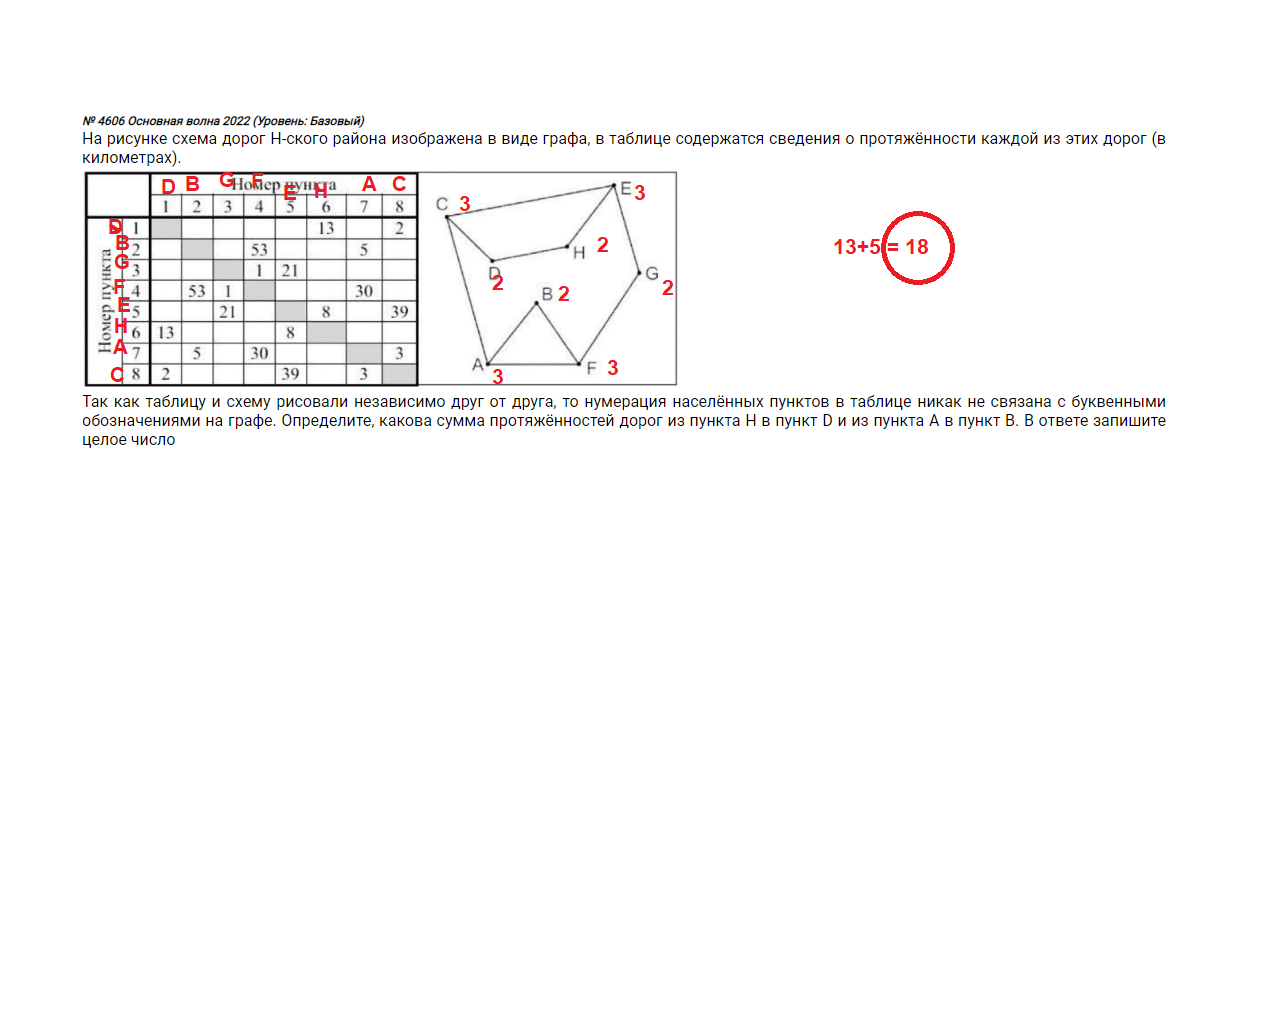 № 4606 Основная волна 2022 (Уровень: Базовый)
На рисунке схема дорог Н-ского района изображена в виде графа, в таблице содержатся сведения о протяжённости каждой из этих дорог (в
километрах).
D B G F E H A C
Номер пункта
1 2 3 4 5 6 7 8
Номер пункта
D 1 13 2
B 2 53 5
G 3 1 21
F 4 53 1 30
E 5 21 8 39
H 6 13 8
A 7 5 30 3
C 8 2 39 3
E 3
C 3
H 2
D 2
G 2
B 2
A 3
F 3
13+5 = 18
Так как таблицу и схему рисовали независимо друг от друга, то нумерация населённых пунктов в таблице никак не связана с буквенными
обозначениями на графе. Определите, какова сумма протяжённостей дорог из пункта H в пункт D и из пункта A в пункт B. В ответе запишите
целое число